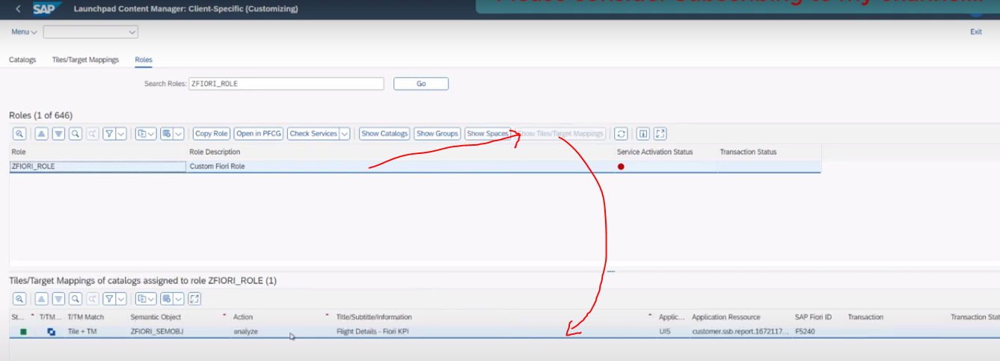 SAP Launchpad Content Manager: Client-Specific (Customizing)
Please consider Subscribing to my Channel...
Menu
Exit
Catalogs Tiles/Target Mappings Roles
Search Roles: ZFIORI_ROLE Go
Roles (1 of 646)
Copy Role Open in PFCG Check Services Show Catalogs Show Groups Show Spaces Show Tiles/Target Mappings
Role Role Description Service Activation Status Transaction Status
ZFIORI_ROLE Custom Fiori Role
Tiles/Target Mappings of catalogs assigned to role ZFIORI_ROLE (1)
St... T/TM... T/TM Match Semantic Object Action Title/Subtitle/Information Applic... Application Ressource SAP Fiori ID Transaction Transaction Stat
Tile + TM ZFIORI_SEMOBJ analyze Flight Details - Fiori KPI UI5 customer.ssb.report.1672117... F5240